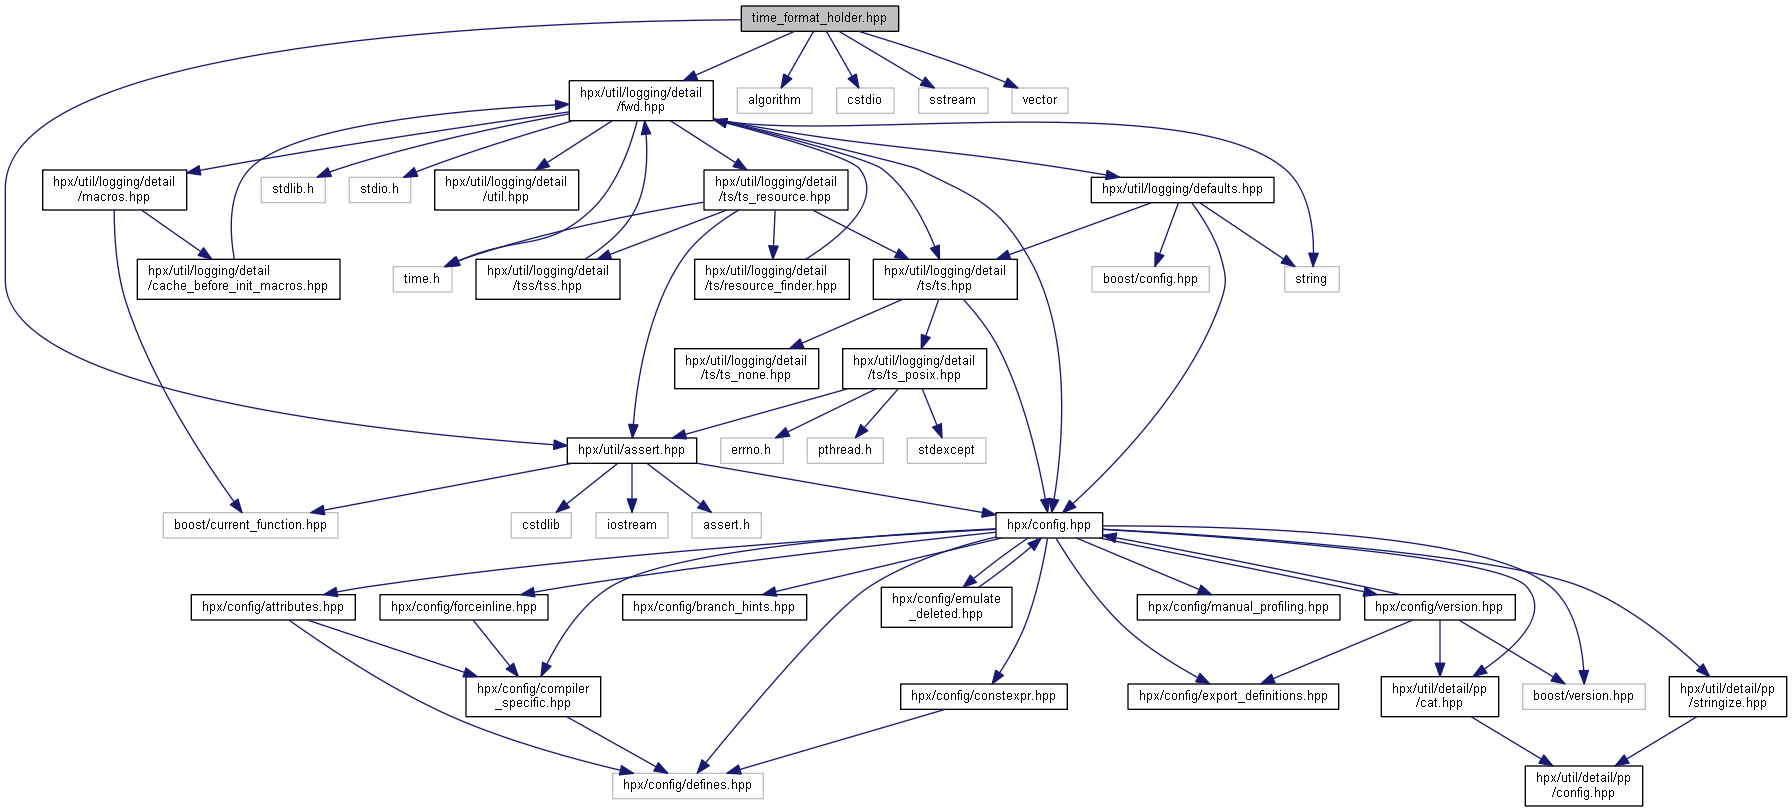 time_format_holder.hpp
hpx/util/logging/detail
/fwd.hpp
algorithm
cstdio
sstream
vector
hpx/util/logging/detail
/macros.hpp
stdlib.h
stdio.h
hpx/util/logging/detail
/util.hpp
hpx/util/logging/detail
/ts/ts_resource.hpp
hpx/util/logging/defaults.hpp
hpx/util/logging/detail
/cache_before_init_macros.hpp
time.h
hpx/util/logging/detail
/tss/tss.hpp
hpx/util/logging/detail
/ts/resource_finder.hpp
hpx/util/logging/detail
/ts/ts.hpp
boost/config.hpp
string
hpx/util/logging/detail
/ts/ts_none.hpp
hpx/util/logging/detail
/ts/ts_posix.hpp
hpx/util/assert.hpp
errno.h
pthread.h
stdexcept
boost/current_function.hpp
cstdlib
iostream
assert.h
hpx/config.hpp
hpx/config/attributes.hpp
hpx/config/forceinline.hpp
hpx/config/branch_hints.hpp
hpx/config/emulate
_deleted.hpp
hpx/config/manual_profiling.hpp
hpx/config/version.hpp
hpx/config/compiler
_specific.hpp
hpx/config/constexpr.hpp
hpx/config/export_definitions.hpp
hpx/util/detail/pp
/cat.hpp
boost/version.hpp
hpx/util/detail/pp
/stringize.hpp
hpx/config/defines.hpp
hpx/util/detail/pp
/config.hpp